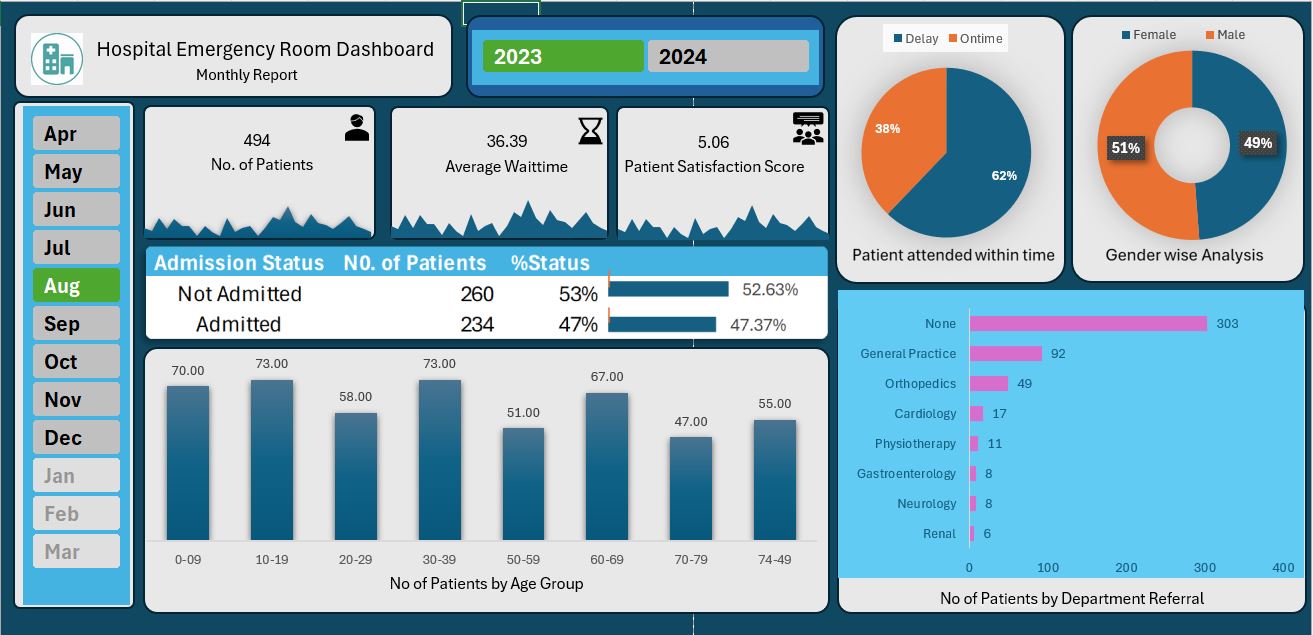 Hospital Emergency Room Dashboard
Monthly Report
2023
2024
Apr
May
Jun
Jul
Aug
Sep
Oct
Nov
Dec
Jan
Feb
Mar
494
No. of Patients
36.39
Average Waittime
5.06
Patient Satisfaction Score
Admission Status N0. of Patients %Status
Not Admitted 260 53% 52.63%
Admitted 234 47% 47.37%
70.00 73.00 58.00 73.00 51.00 67.00 47.00 55.00
0-09 10-19 20-29 30-39 50-59 60-69 70-79 74-49
No of Patients by Age Group
Delay Ontime
38%
62%
Patient attended within time
Female Male
51% 49%
Gender wise Analysis
None 303
General Practice 92
Orthopedics 49
Cardiology 17
Physiotherapy 11
Gastroenterology 8
Neurology 8
Renal 6
0 100 200 300 400
No of Patients by Department Referral